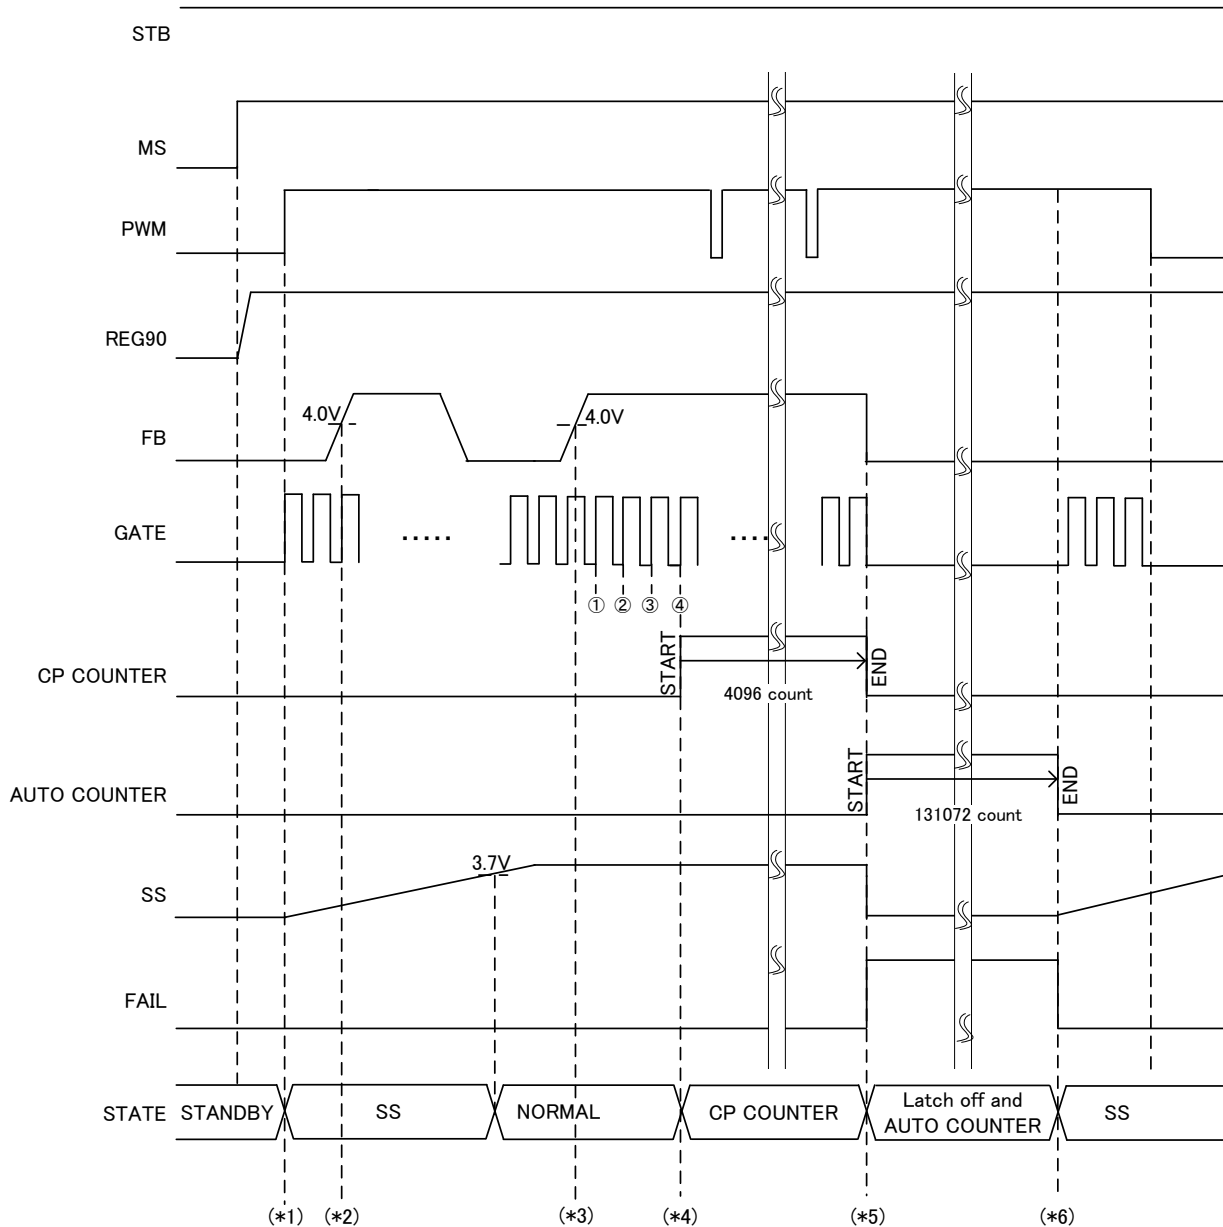 STB
MS
PWM
REG90
4.0V
4.0V
FB
GATE
.....
....
① ② ③ ④
START
END
CP COUNTER
4096 count
START
END
AUTO COUNTER
131072 count
3.7V
SS
FAIL
STATE STANDBY SS NORMAL CP COUNTER Latch off and AUTO COUNTER SS
(*1) (*2) (*3) (*4) (*5) (*6)